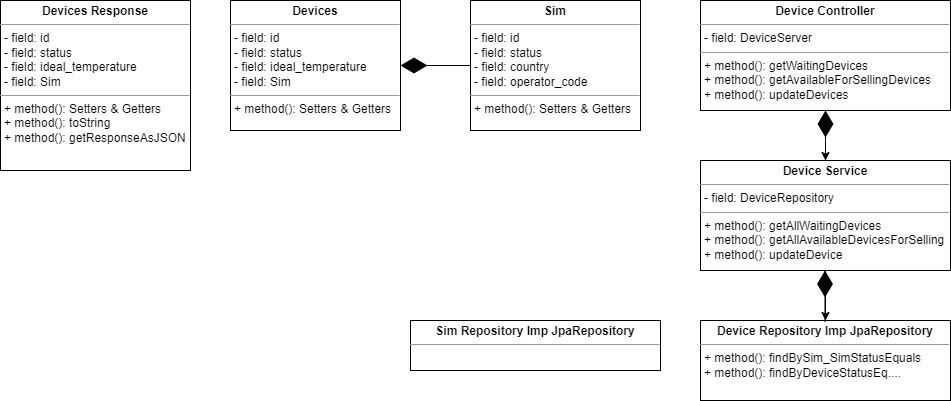 Devices Response
- field: id
- field: status
- field: ideal_temperature
- field: Sim
+ method(): Setters & Getters
+ method(): toString
+ method(): getResponseAsJSON
Devices
- field: id
- field: status
- field: ideal_temperature
- field: Sim
+ method(): Setters & Getters
Sim
- field: id
- field: status
- field: country
- field: operator_code
+ method(): Setters & Getters
Device Controller
- field: DeviceServer
+ method(): getWaitingDevices
+ method(): getAvailableForSellingDevices
+ method(): updateDevices
Device Service
- field: DeviceRepository
+ method(): getAllWaitingDevices
+ method(): getAllAvailableDevicesForSelling
+ method(): updateDevice
Sim Repository Imp JpaRepository
Device Repository Imp JpaRepository
+ method(): findBySim_SimStatusEquals
+ method(): findByDeviceStatusEq....